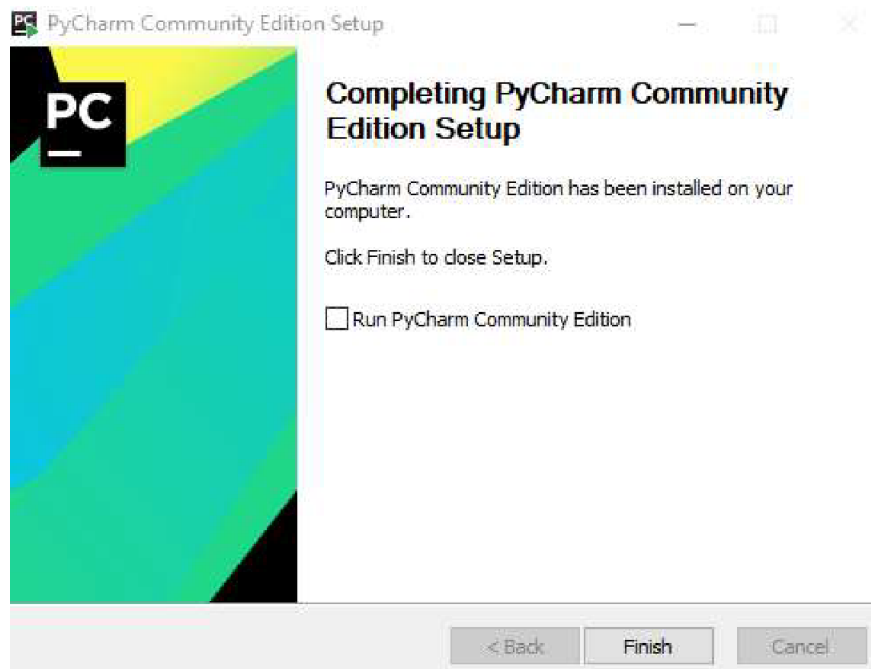 PyCharm Community Edition Setup
PC
Completing PyCharm Community
Edition Setup
PyCharm Community Edition has been installed on your
computer.
Click Finish to close Setup.
Run PyCharm Community Edition
< Back Finish Cancel